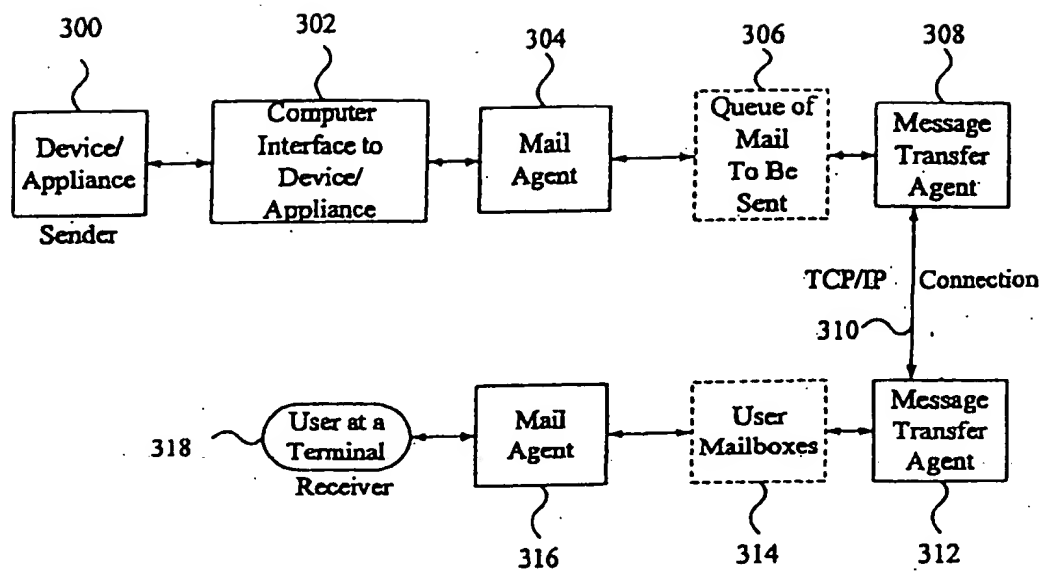 300
302
304
306
308
Device/
Appliance
Sender
Computer
Interface to
Device/
Appliance
Mail
Agent
Queue of
Mail
To Be
Sent
Message
Transfer
Agent
TCP/IP Connection
310
318
User at a
Terminal
Receiver
Mail
Agent
User
Mailboxes
Message
Transfer
Agent
316
314
312